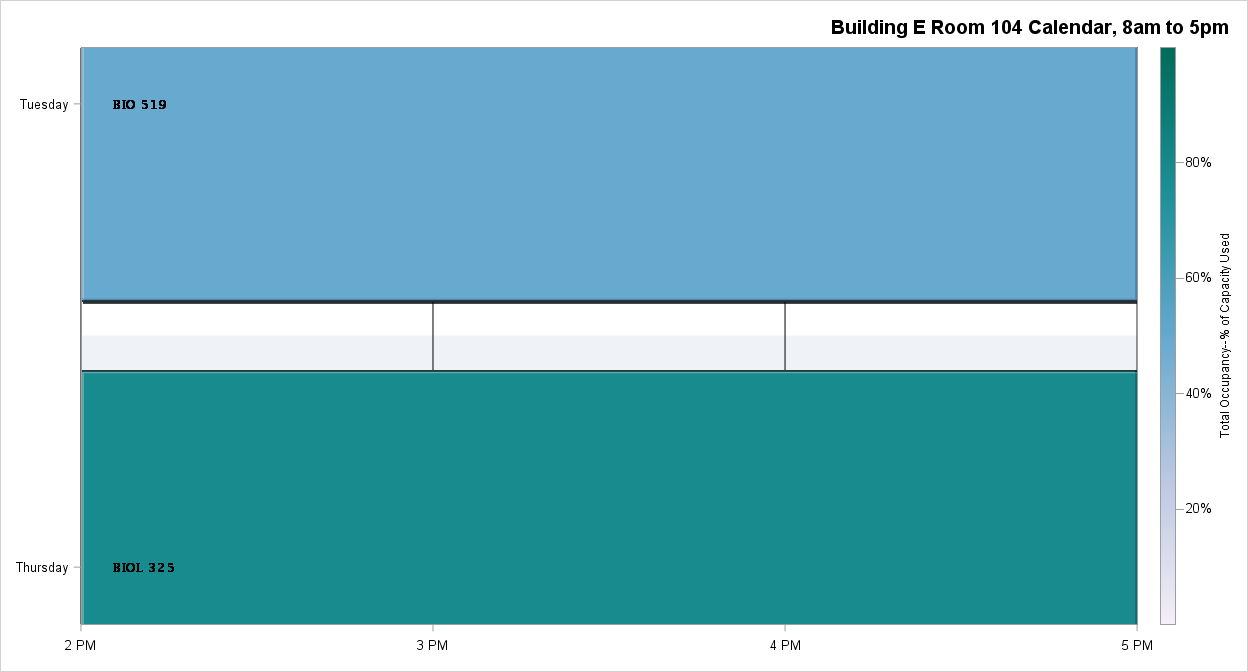 Building E Room 104 Calendar, 8am to 5pm
Tuesday
BIO 519
Thursday
BIOL 325
2 PM
3 PM
4 PM
5 PM
80%
60%
40%
20%
Total Occupancy--% of Capacity Used